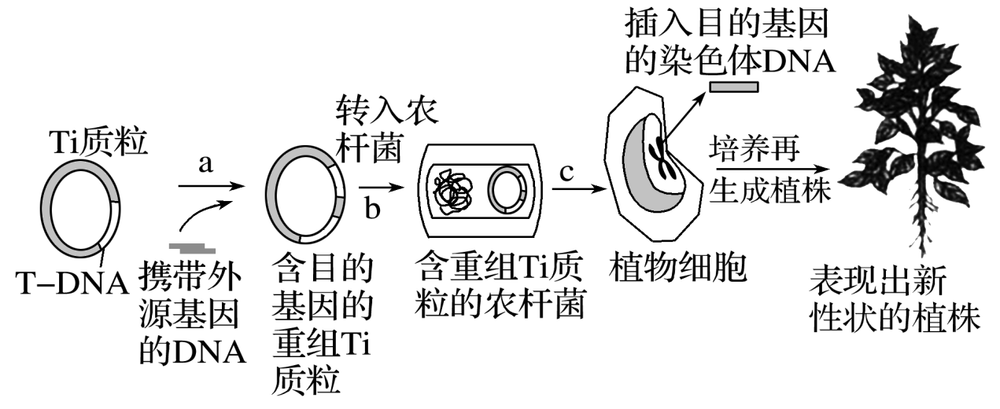 Ti质粒
T-DNA
a
携带外
源基因
的DNA
含目的
基因的
重组Ti
质粒
转入农
杆菌
b
含重组Ti质
粒的农杆菌
c
植物细胞
插入目的基因
的染色体DNA
培养再
生成植株
表现出新
性状的植株